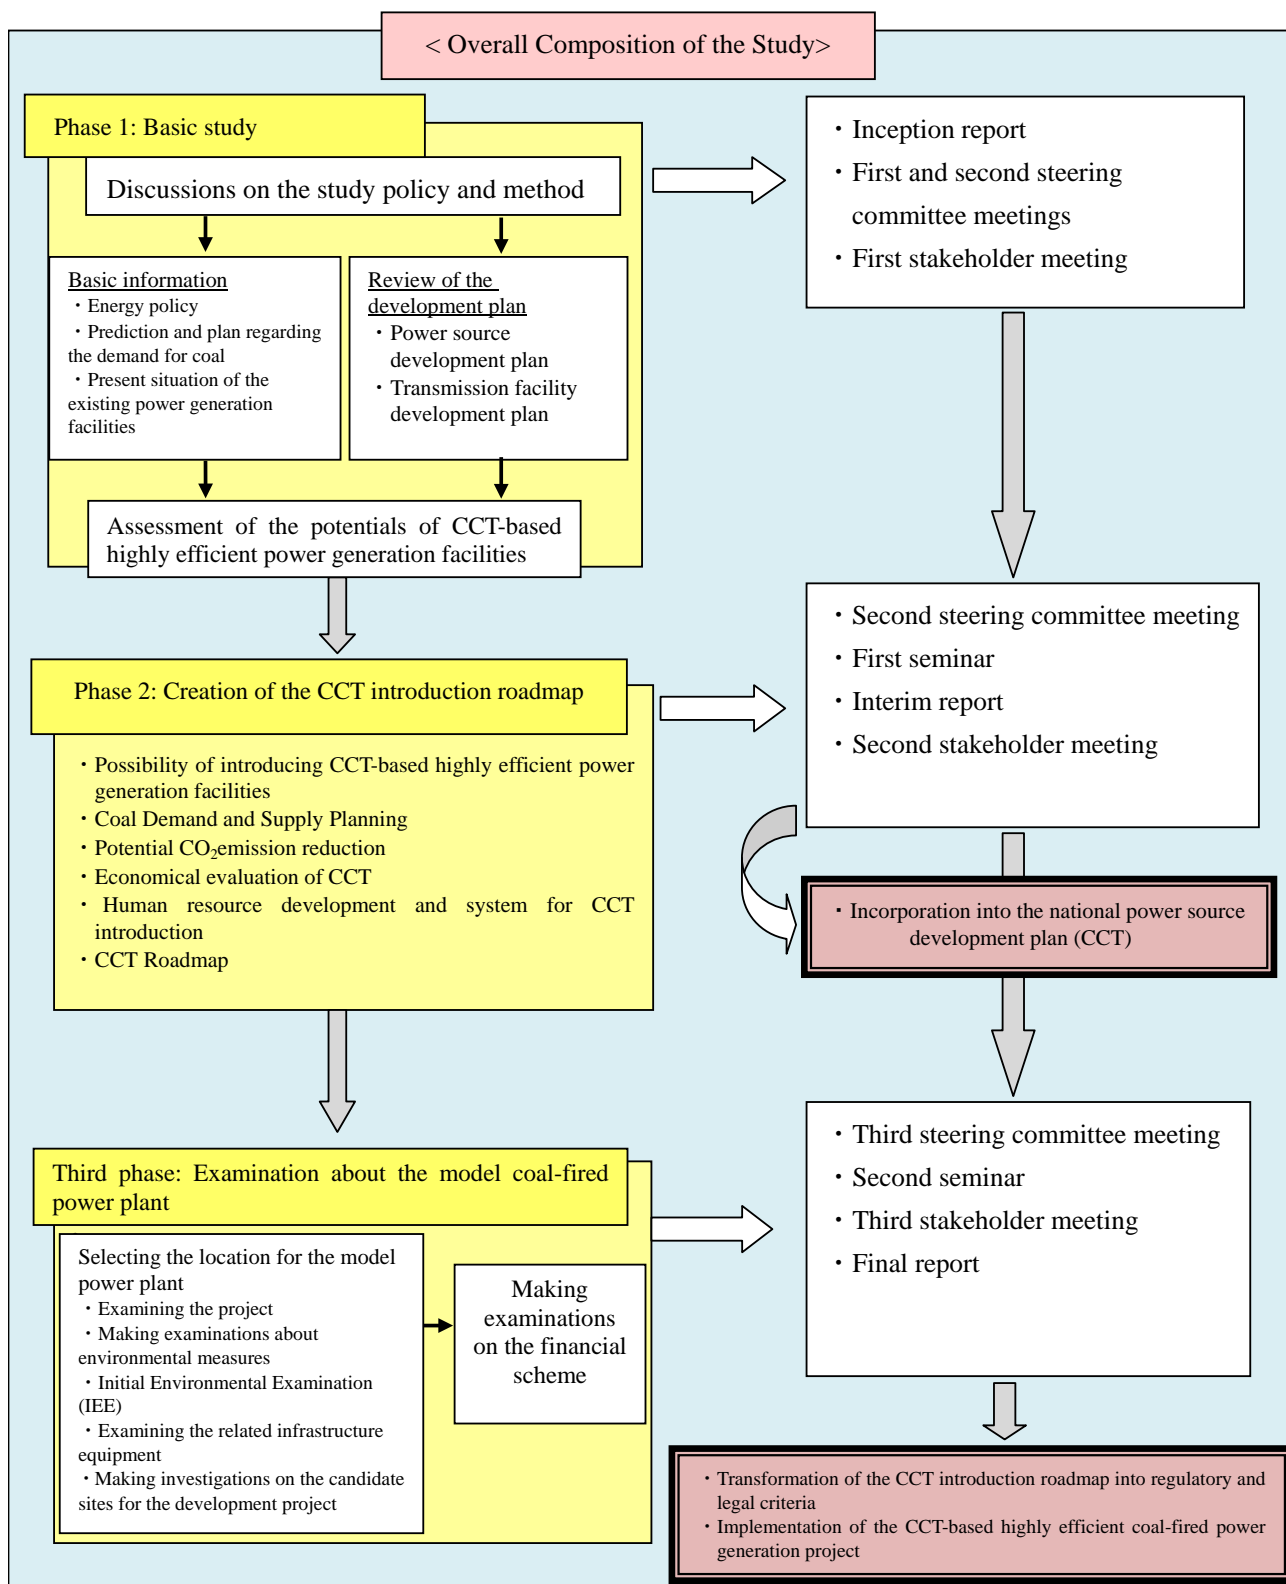 < Overall Composition of the Study>
Phase 1: Basic study
Discussions on the study policy and method
Basic information
・Energy policy
・Prediction and plan regarding
the demand for coal
・Present situation of the
existing power generation
facilities
Review of the
development plan
・Power source
development plan
・Transmission facility
development plan
Assessment of the potentials of CCT-based
highly efficient power generation facilities
・Inception report
・First and second steering
committee meetings
・First stakeholder meeting
Phase 2: Creation of the CCT introduction roadmap
・Possibility of introducing CCT-based highly efficient power
generation facilities
・Coal Demand and Supply Planning
・Potential CO₂emission reduction
・Economical evaluation of CCT
・Human resource development and system for CCT
introduction
・CCT Roadmap
・Second steering committee meeting
・First seminar
・Interim report
・Second stakeholder meeting
・Incorporation into the national power source
development plan (CCT)
Third phase: Examination about the model coal-fired
power plant
Selecting the location for the model
power plant
・Examining the project
・Making examinations about
environmental measures
・Initial Environmental Examination
(IEE)
・Examining the related infrastructure
equipment
・Making investigations on the candidate
sites for the development project
Making
examinations
on the financial
scheme
・Third steering committee meeting
・Second seminar
・Third stakeholder meeting
・Final report
・Transformation of the CCT introduction roadmap into regulatory and
legal criteria
・Implementation of the CCT-based highly efficient coal-fired power
generation project